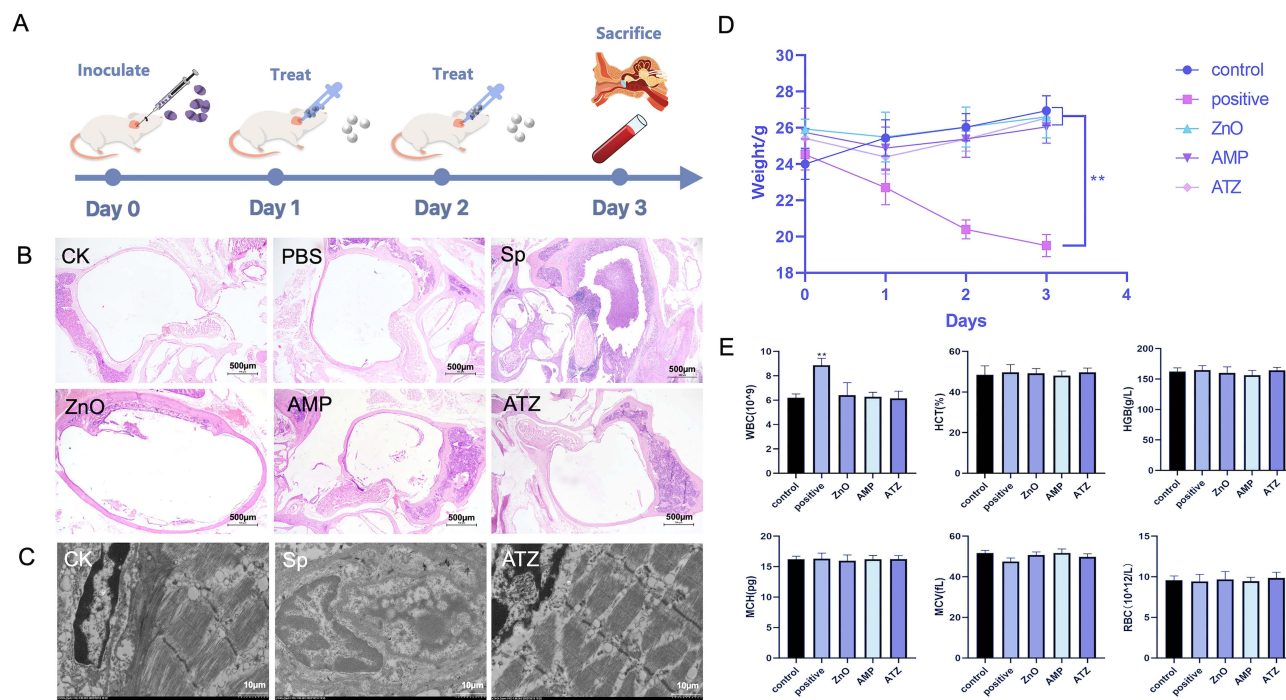 A
Inoculate
Treat
Treat
Sacrifice
Day 0
Day 1
Day 2
Day 3
B
CK
500μm
PBS
500μm
Sp
500μm
ZnO
500μm
AMP
500μm
ATZ
500μm
C
CK
10μm
Sp
10μm
ATZ
10μm
D
30
28
26
24
22
20
18
Weight/g
0
1
2
3
4
Days
**
control
positive
ZnO
AMP
ATZ
E
WBC(10^9)
10
8
6
4
2
0
**
control
positive
ZnO
AMP
ATZ
HCT(%)
60
40
20
0
control
positive
ZnO
AMP
ATZ
HGB(g/L)
200
150
100
50
0
control
positive
ZnO
AMP
ATZ
MCH(pg)
20
15
10
5
0
control
positive
ZnO
AMP
ATZ
MCV(fL)
60
40
20
0
control
positive
ZnO
AMP
ATZ
RBC(10^12/L)
15
10
5
0
control
positive
ZnO
AMP
ATZ